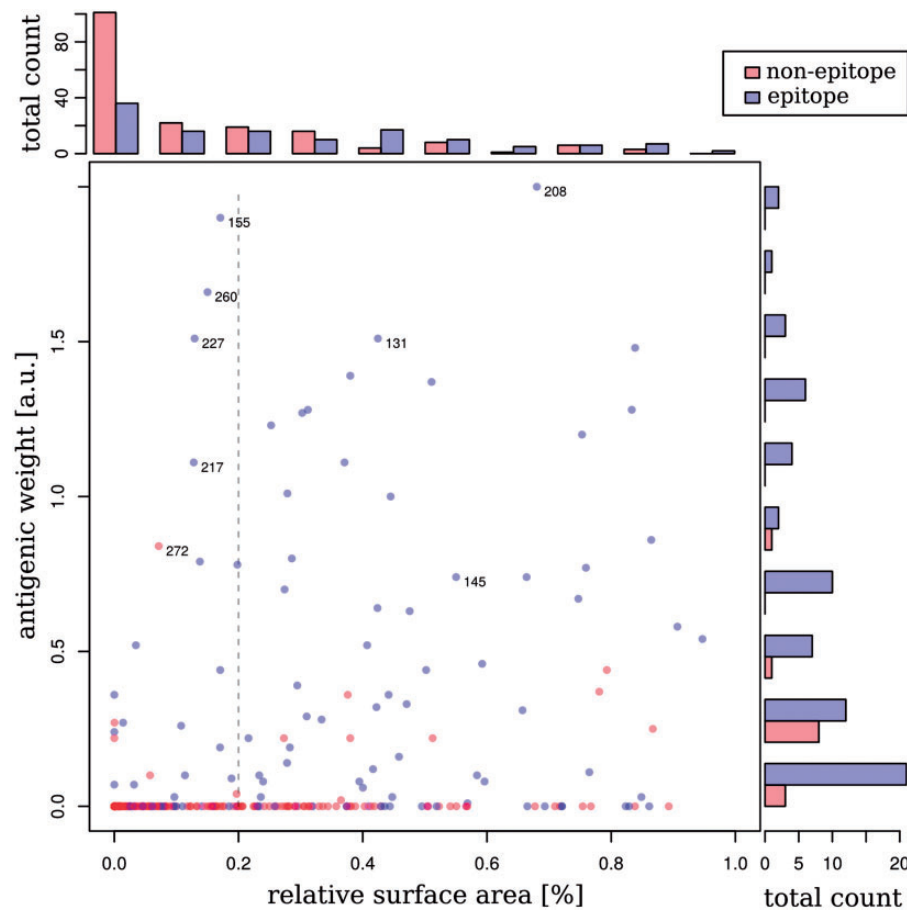 total count
80
40
0
non-epitope
epitope
208
155
260
227
131
217
272
145
antigenic weight [a.u.]
1.5
1.0
0.5
0.0
0.0 0.2 0.4 0.6 0.8 1.0
relative surface area [%]
0 5 10 20
total count